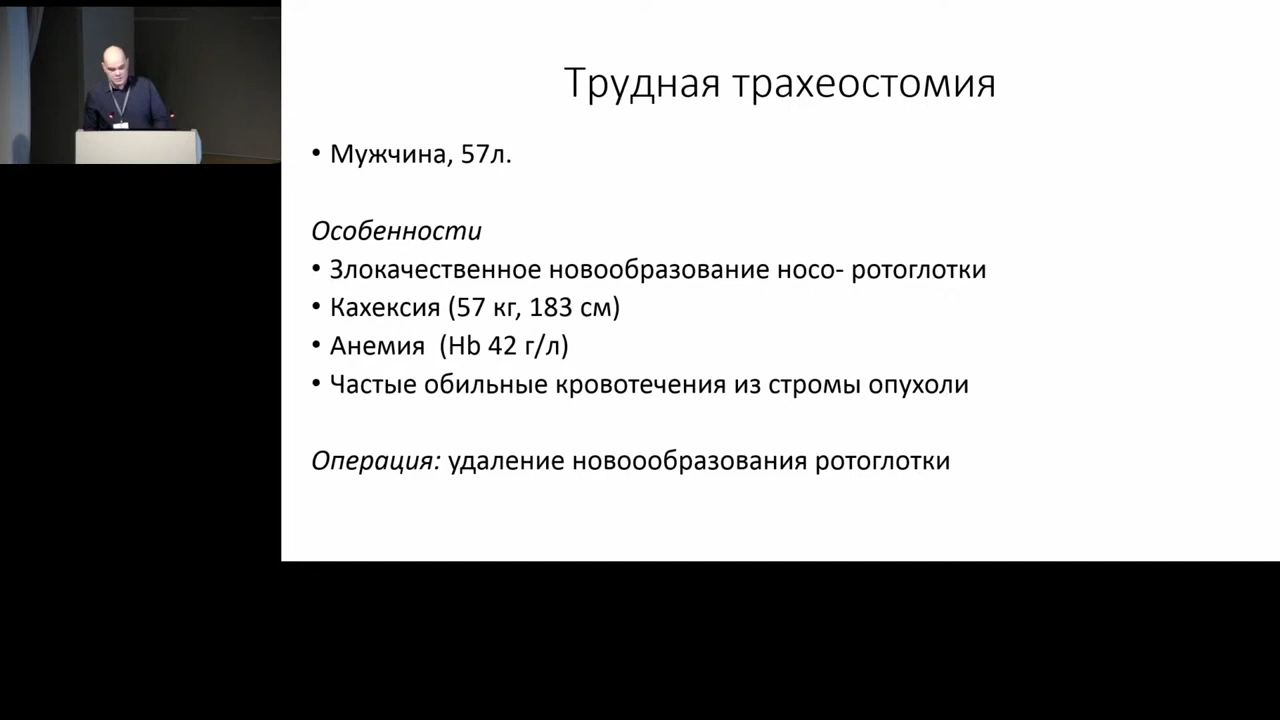 Трудная трахеостомия
• Мужчина, 57л.
Особенности
• Злокачественное новообразование носо- ротоглотки
• Кахексия (57 кг, 183 см)
• Анемия (Hb 42 г/л)
• Частые обильные кровотечения из стромы опухоли
Операция: удаление новоообразования ротоглотки